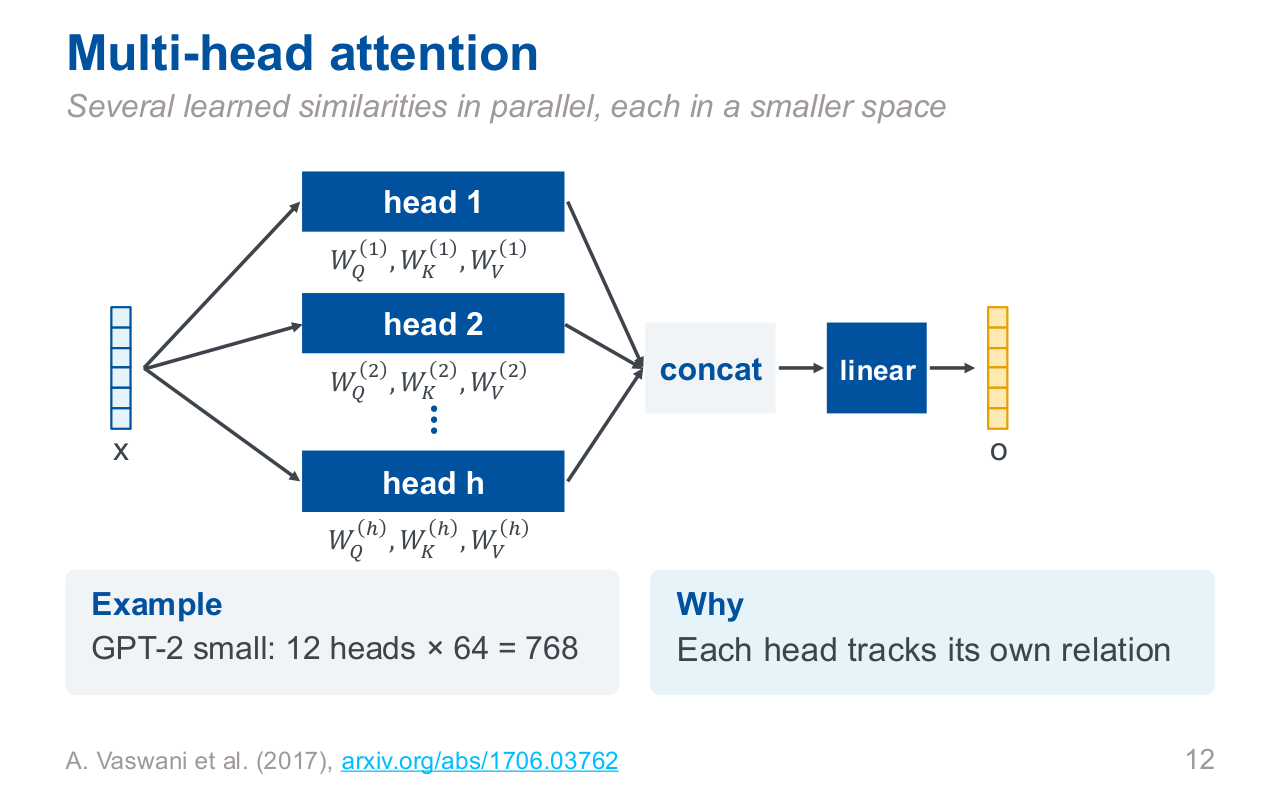 Multi-head attention
Several learned similarities in parallel, each in a smaller space
head 1
W_Q^(1), W_K^(1), W_V^(1)
head 2
W_Q^(2), W_K^(2), W_V^(2)
⋮
head h
W_Q^(h), W_K^(h), W_V^(h)
x
concat
linear
o
Example
GPT-2 small: 12 heads × 64 = 768
Why
Each head tracks its own relation
A. Vaswani et al. (2017), arxiv.org/abs/1706.03762
12